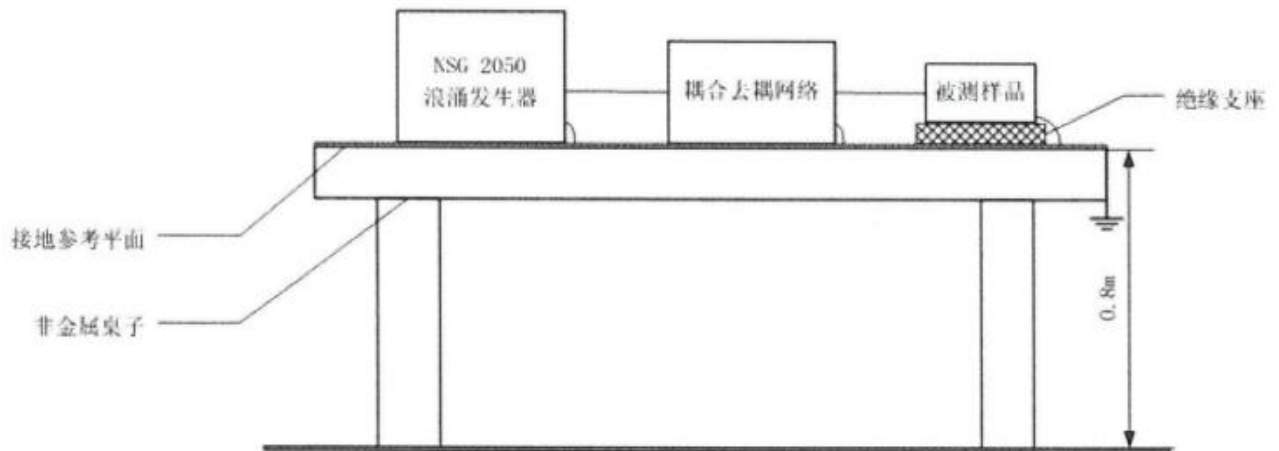 NSG 2050
浪涌发生器
耦合去耦网络
被测样品
绝缘支座
接地参考平面
非金属桌子
0.8m